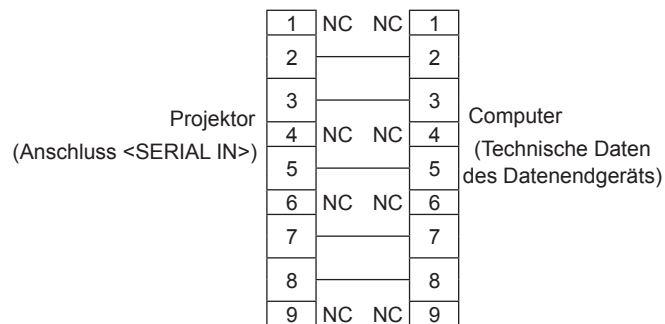 1 NC NC 1
2 2
3 3
Projektor
(Anschluss <SERIAL IN>)
4 NC NC 4
5 5
6 NC NC 6
7 7
8 8
9 NC NC 9
Computer
(Technische Daten
des Datenendgeräts)